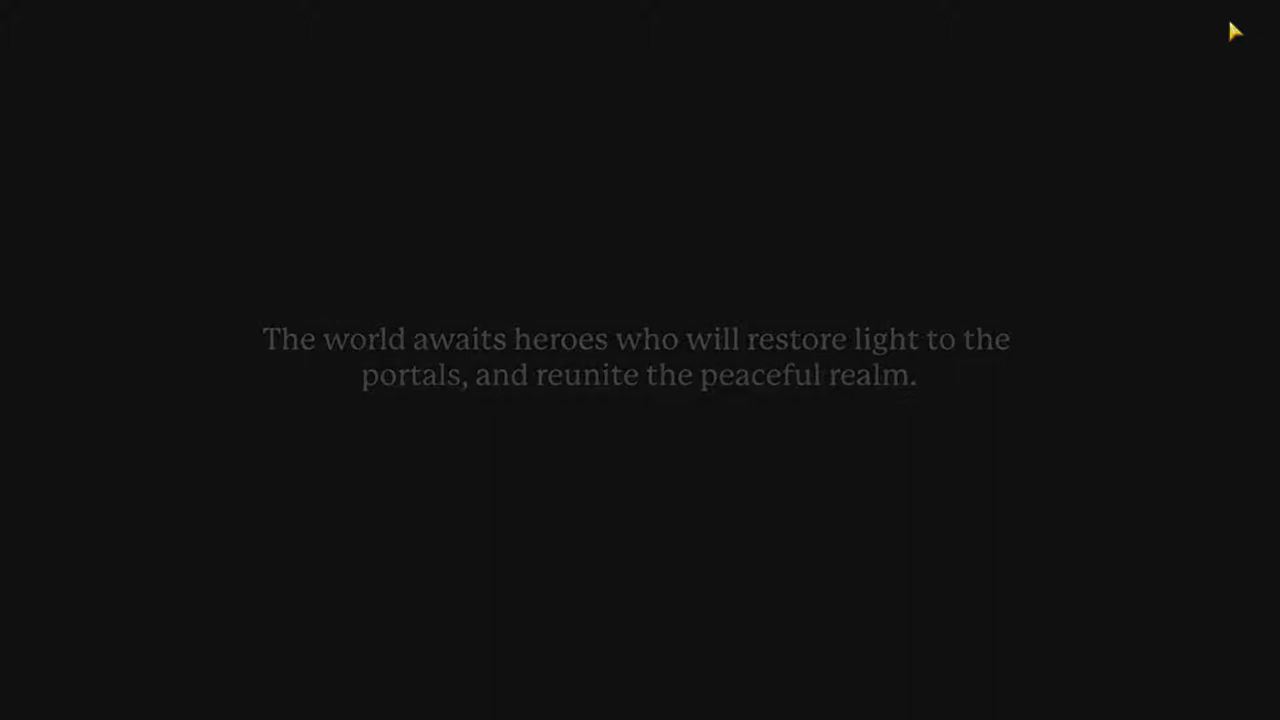 The world awaits heroes who will restore light to the
portals, and reunite the peaceful realm.